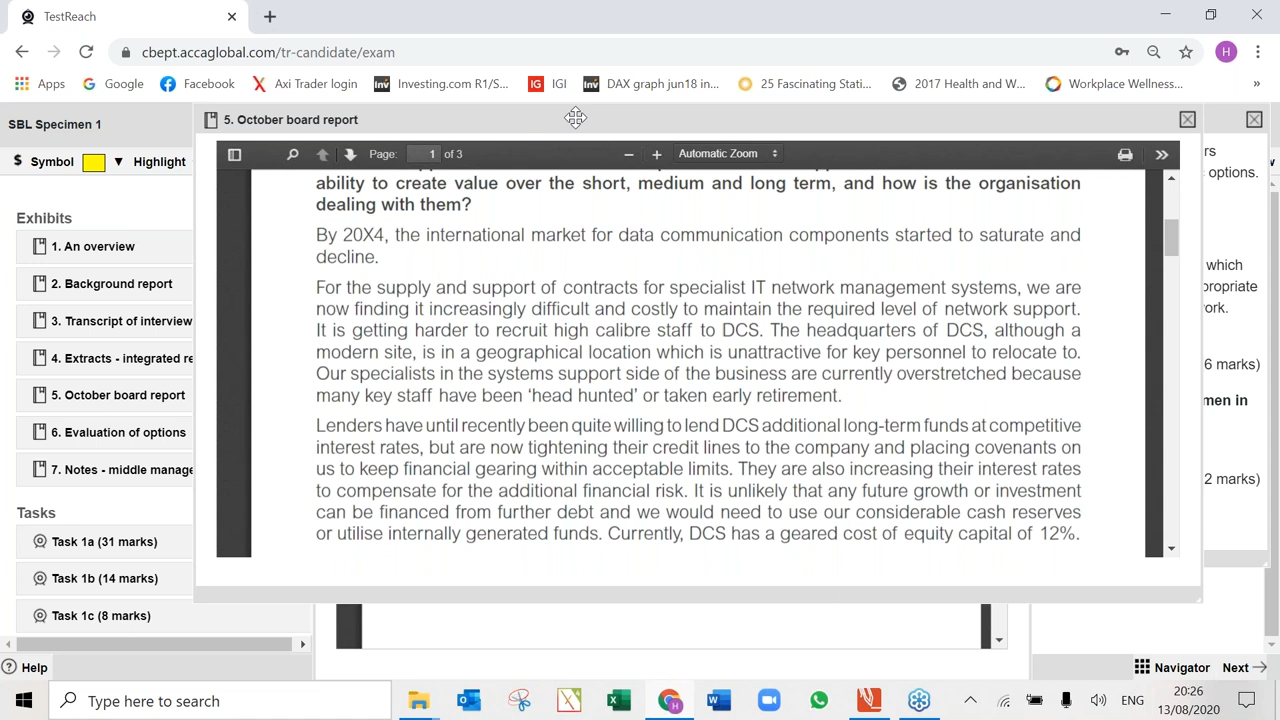 TestReach
cbept.accaglobal.com/tr-candidate/exam
H
Apps
Google
Facebook
Axi Trader login
Investing.com R1/S...
IGI
DAX graph jun18 in...
25 Fascinating Stati...
2017 Health and W...
Workplace Wellness...
»
SBL Specimen 1
$ Symbol
Highlight
Exhibits
1. An overview
2. Background report
3. Transcript of interview
4. Extracts - integrated re
5. October board report
6. Evaluation of options
7. Notes - middle manage
Tasks
Task 1a (31 marks)
Task 1b (14 marks)
Task 1c (8 marks)
Help
5. October board report
Page: 1 of 3
Automatic Zoom
ability to create value over the short, medium and long term, and how is the organisation
dealing with them?
By 20X4, the international market for data communication components started to saturate and
decline.
For the supply and support of contracts for specialist IT network management systems, we are
now finding it increasingly difficult and costly to maintain the required level of network support.
It is getting harder to recruit high calibre staff to DCS. The headquarters of DCS, although a
modern site, is in a geographical location which is unattractive for key personnel to relocate to.
Our specialists in the systems support side of the business are currently overstretched because
many key staff have been ‘head hunted’ or taken early retirement.
Lenders have until recently been quite willing to lend DCS additional long-term funds at competitive
interest rates, but are now tightening their credit lines to the company and placing covenants on
us to keep financial gearing within acceptable limits. They are also increasing their interest rates
to compensate for the additional financial risk. It is unlikely that any future growth or investment
can be financed from further debt and we would need to use our considerable cash reserves
or utilise internally generated funds. Currently, DCS has a geared cost of equity capital of 12%.
rs
options.
which
propriate
ork.
6 marks)
men in
2 marks)
Navigator
Next
Type here to search
ENG
20:26
13/08/2020